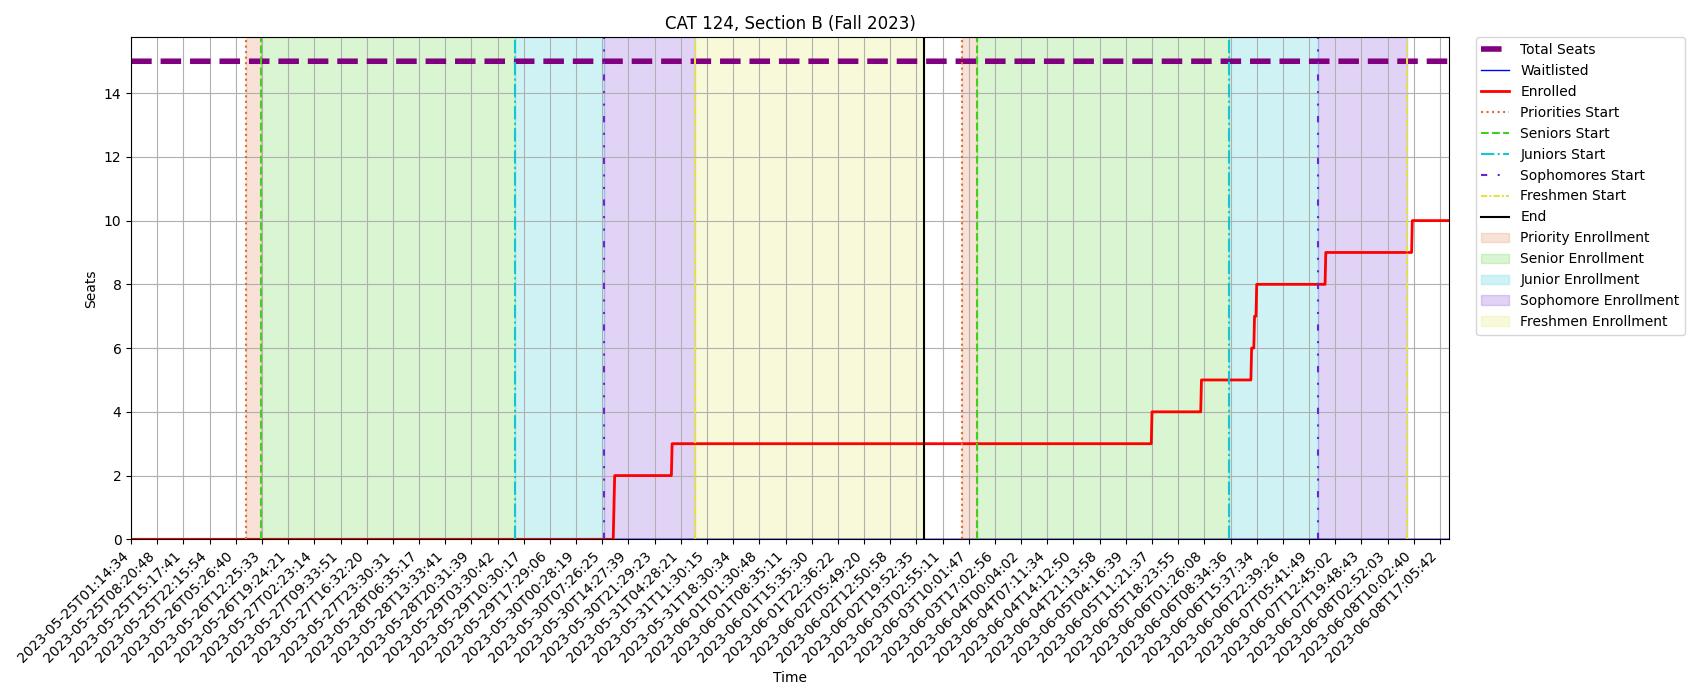 CAT 124, Section B (Fall 2023)
Seats
14
12
10
8
6
4
2
0
2023-05-25T01:14:34
2023-05-25T08:20:48
2023-05-25T15:17:41
2023-05-25T22:15:54
2023-05-26T05:26:40
2023-05-26T12:25:33
2023-05-26T19:24:21
2023-05-27T02:23:14
2023-05-27T09:33:51
2023-05-27T16:32:20
2023-05-27T23:30:31
2023-05-28T06:35:17
2023-05-28T13:33:41
2023-05-28T20:31:39
2023-05-29T03:30:42
2023-05-29T10:30:17
2023-05-29T17:29:06
2023-05-30T00:28:19
2023-05-30T07:26:25
2023-05-30T14:27:39
2023-05-30T21:29:23
2023-05-31T04:28:21
2023-05-31T11:30:15
2023-05-31T18:30:34
2023-06-01T01:30:48
2023-06-01T08:35:11
2023-06-01T15:35:30
2023-06-01T22:36:22
2023-06-02T05:49:20
2023-06-02T12:50:58
2023-06-02T19:52:35
2023-06-03T02:55:11
2023-06-03T10:01:47
2023-06-03T17:02:56
2023-06-04T00:04:02
2023-06-04T07:11:34
2023-06-04T14:12:50
2023-06-04T21:13:58
2023-06-05T04:16:39
2023-06-05T11:21:37
2023-06-05T18:23:55
2023-06-06T01:26:08
2023-06-06T08:34:36
2023-06-06T15:37:34
2023-06-06T22:39:26
2023-06-07T05:41:49
2023-06-07T12:45:02
2023-06-07T19:48:43
2023-06-08T02:52:03
2023-06-08T10:02:40
2023-06-08T17:05:42
Time
Total Seats
Waitlisted
Enrolled
Priorities Start
Seniors Start
Juniors Start
Sophomores Start
Freshmen Start
End
Priority Enrollment
Senior Enrollment
Junior Enrollment
Sophomore Enrollment
Freshmen Enrollment